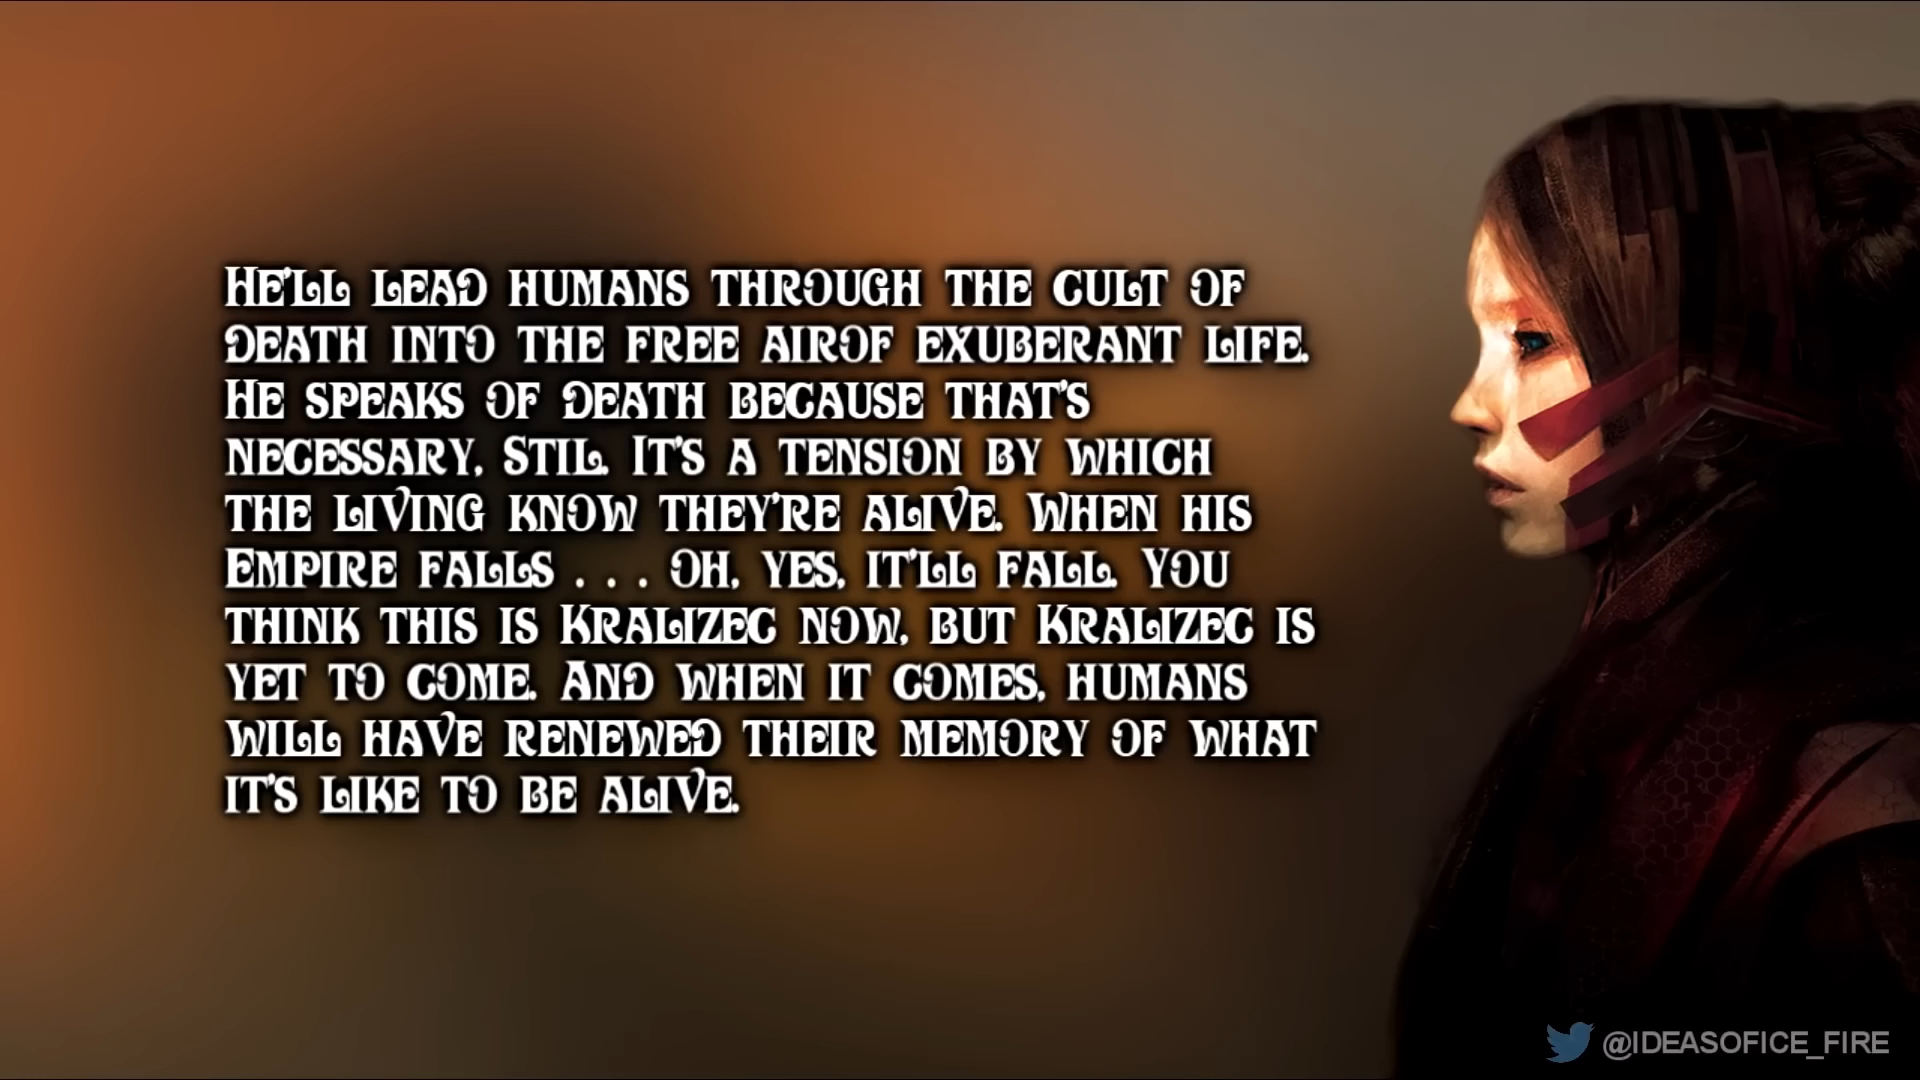 He'll lead humans through the cult of
death into the free airof exuberant life.
He speaks of death because that's
necessary, Stil. It's a tension by which
the living know they're alive. When his
Empire falls . . . oh, yes, it'll fall. You
think this is Kralizec now, but Kralizec is
yet to come. And when it comes, humans
will have renewed their memory of what
it's like to be alive.
@IDEASOFICE_FIRE